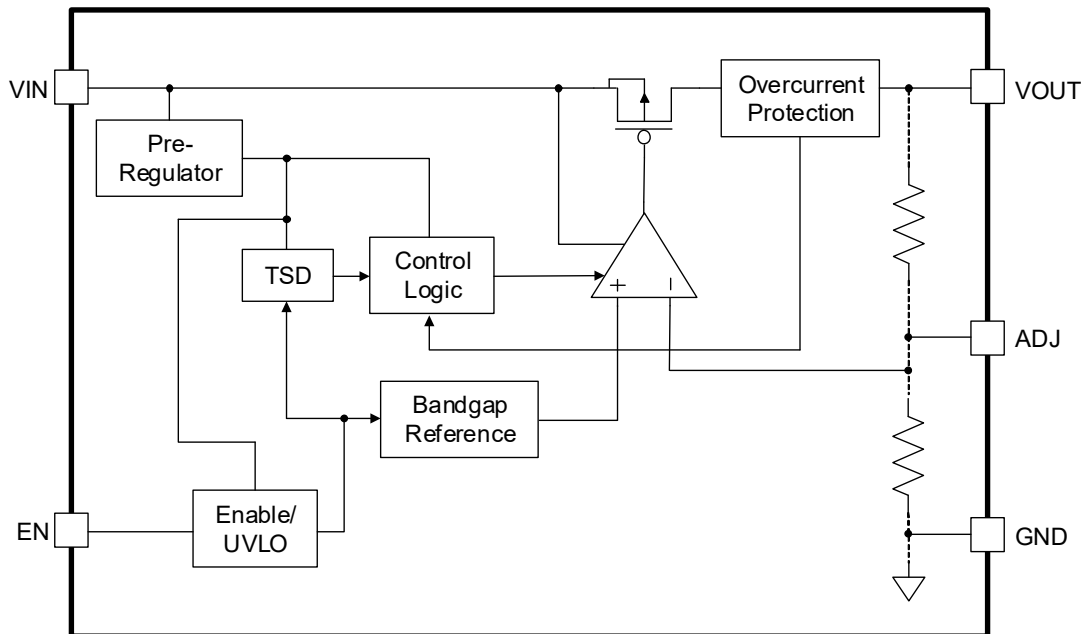 VIN
Pre-
Regulator
Overcurrent
Protection
VOUT
TSD
Control
Logic
+
−
ADJ
Bandgap
Reference
EN
Enable/
UVLO
GND